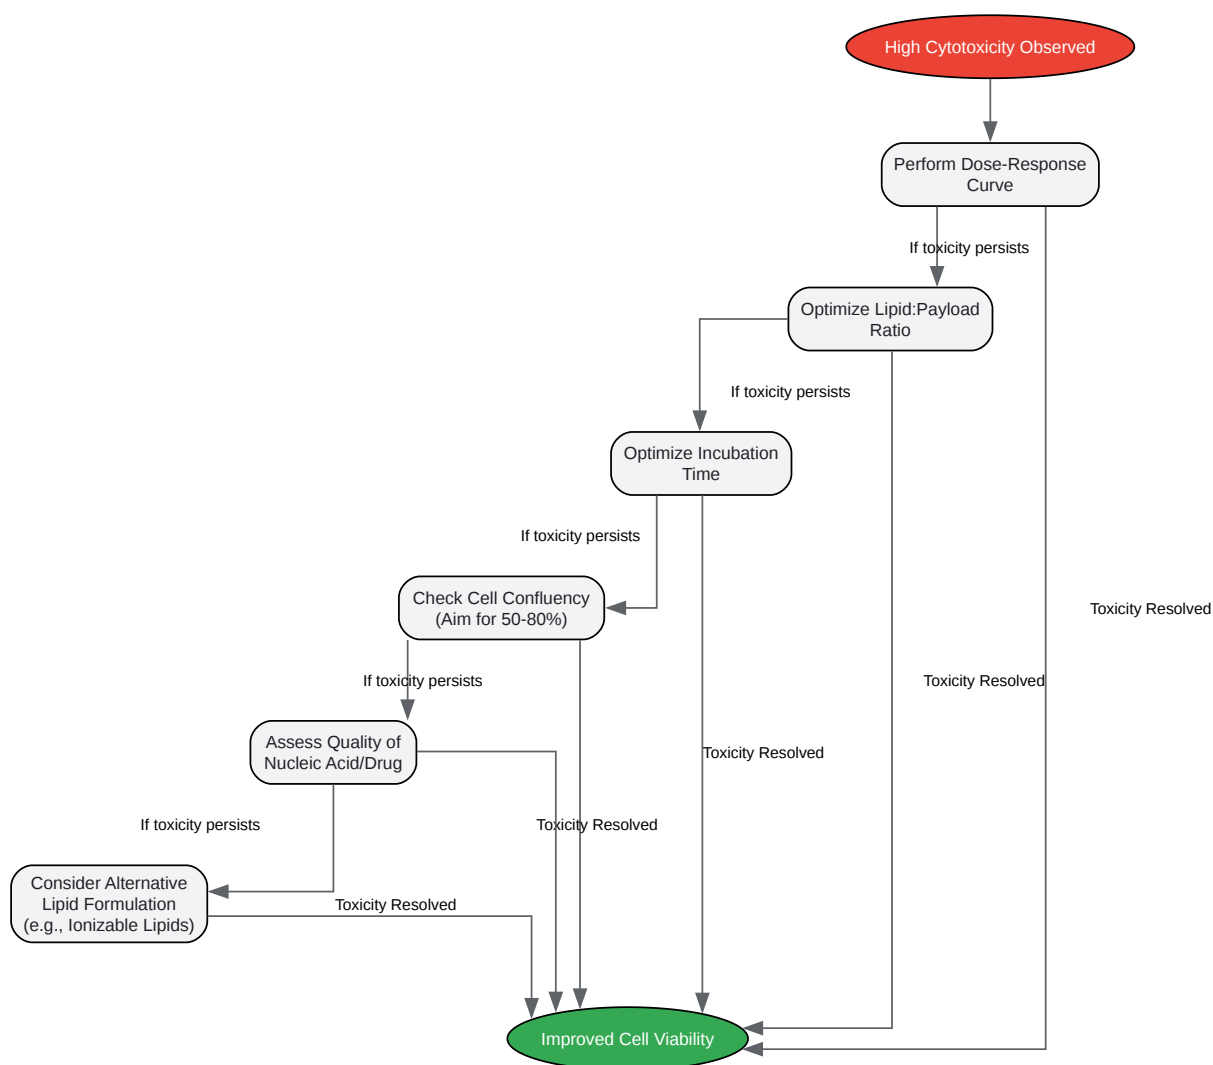 High Cytotoxicity Observed
Perform Dose-Response
Curve
If toxicity persists
Optimize Lipid:Payload
Ratio
If toxicity persists
Optimize Incubation
Time
If toxicity persists
Check Cell Confluency
(Aim for 50-80%)
Toxicity Resolved
If toxicity persists
Toxicity Resolved
Assess Quality of
Nucleic Acid/Drug
Toxicity Resolved
If toxicity persists
Toxicity Resolved
Consider Alternative
Lipid Formulation
(e.g., Ionizable Lipids)
Toxicity Resolved
Improved Cell Viability